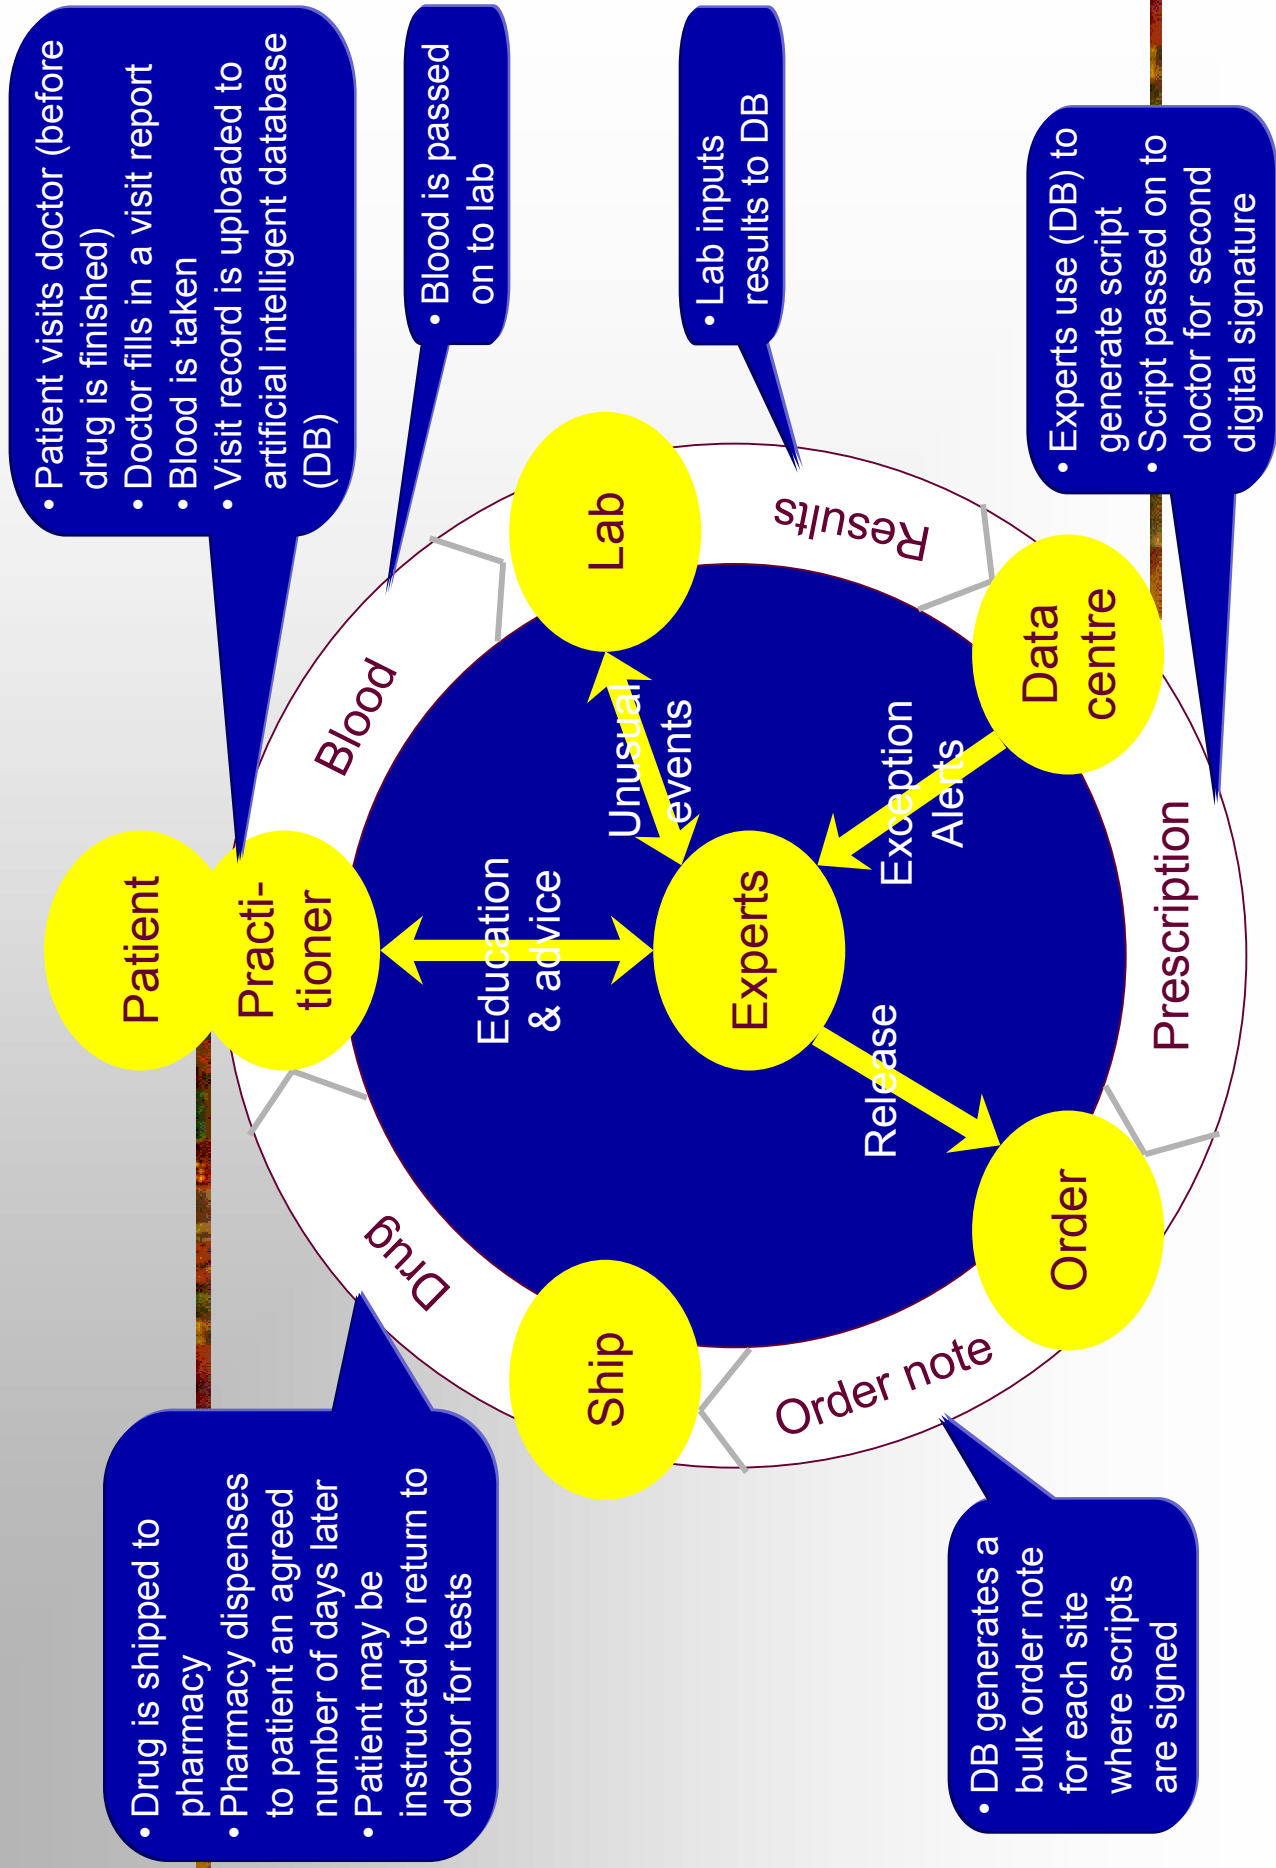 • Drug is shipped to
pharmacy
• Pharmacy dispenses
to patient an agreed
number of days later
• Patient may be
instructed to return to
doctor for tests
Patient
Practi-
tioner
• Patient visits doctor (before
drug is finished)
• Doctor fills in a visit report
• Blood is taken
• Visit record is uploaded to
artificial intelligent database
(DB)
Drug
Blood
• Blood is passed
on to lab
Education
& advice
Ship
Lab
Unusual
events
Experts
• Lab inputs
results to DB
Results
Release
Exception
Alerts
Order note
Order
Data
centre
Prescription
• DB generates a
bulk order note
for each site
where scripts
are signed
• Experts use (DB) to
generate script
• Script passed on to
doctor for second
digital signature